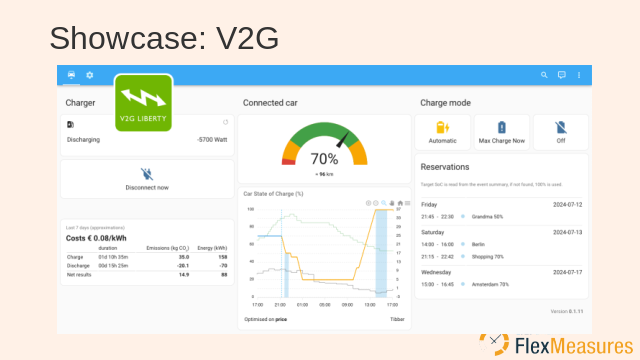 Showcase: V2G
V2G LIBERTY
Charger
Discharging -5700 Watt
Disconnect now
Last 7 days (approximations)
Costs € 0.08/kWh
duration Emissions (kg CO2) Energy (kWh)
Charge 01d 10h 35m 35.0 158
Discharge 00d 15h 25m -20.1 -70
Net results 14.9 88
Connected car
70%
≈ 96 km
Car State of Charge (%)
100
80
60
40
20
0
17:00 21:00 01:00 05:00 09:00 13:00 17:00
Optimised on price Tibber
Charge mode
Automatic Max Charge Now Off
Reservations
Target SoC is read from the event summary, if not found, 100% is used.
Friday 2024-07-12
21:45 - 22:30 Grandma 50%
Saturday 2024-07-13
14:00 - 16:00 Berlin
21:15 - 22:42 Shopping 70%
Wednesday 2024-07-17
15:00 - 16:45 Amsterdam 70%
Version 0.1.11
FlexMeasures